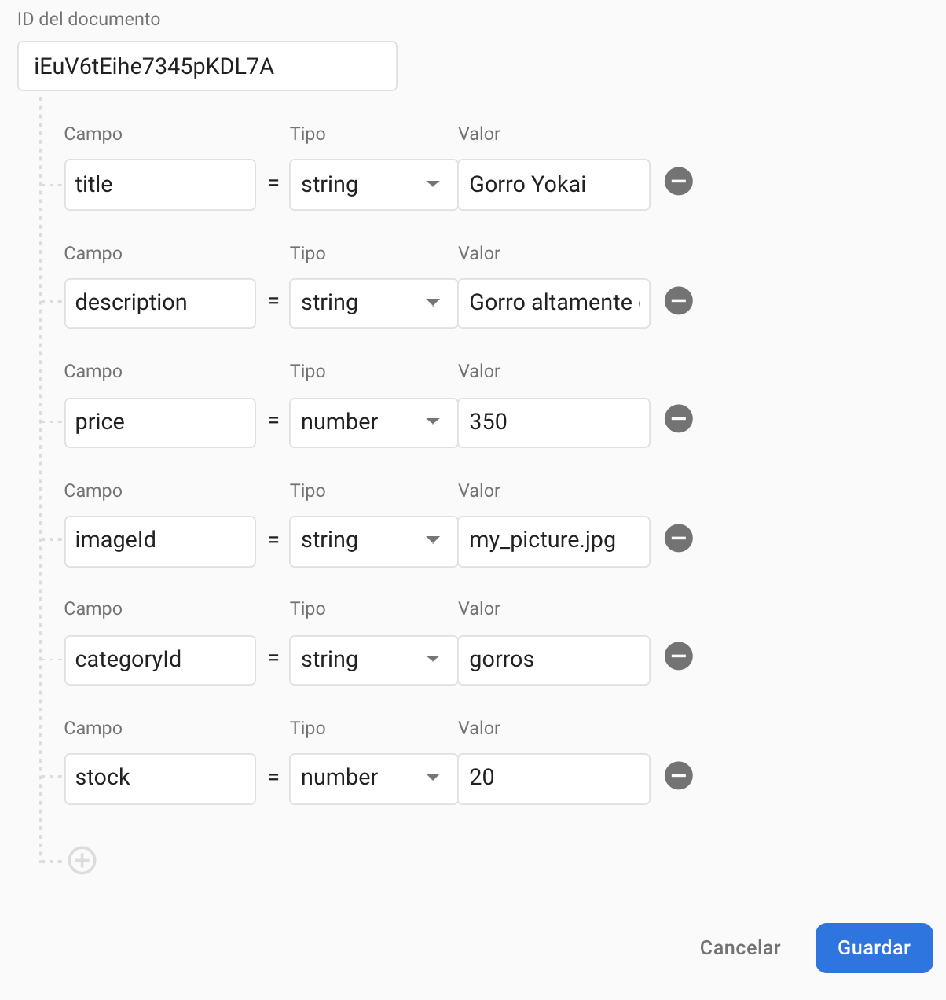 ID del documento
iEuV6tEihe7345pKDL7A
Campo Tipo Valor
title = string Gorro Yokai
Campo Tipo Valor
description = string Gorro altamente
Campo Tipo Valor
price = number 350
Campo Tipo Valor
imageId = string my_picture.jpg
Campo Tipo Valor
categoryId = string gorros
Campo Tipo Valor
stock = number 20
Cancelar Guardar